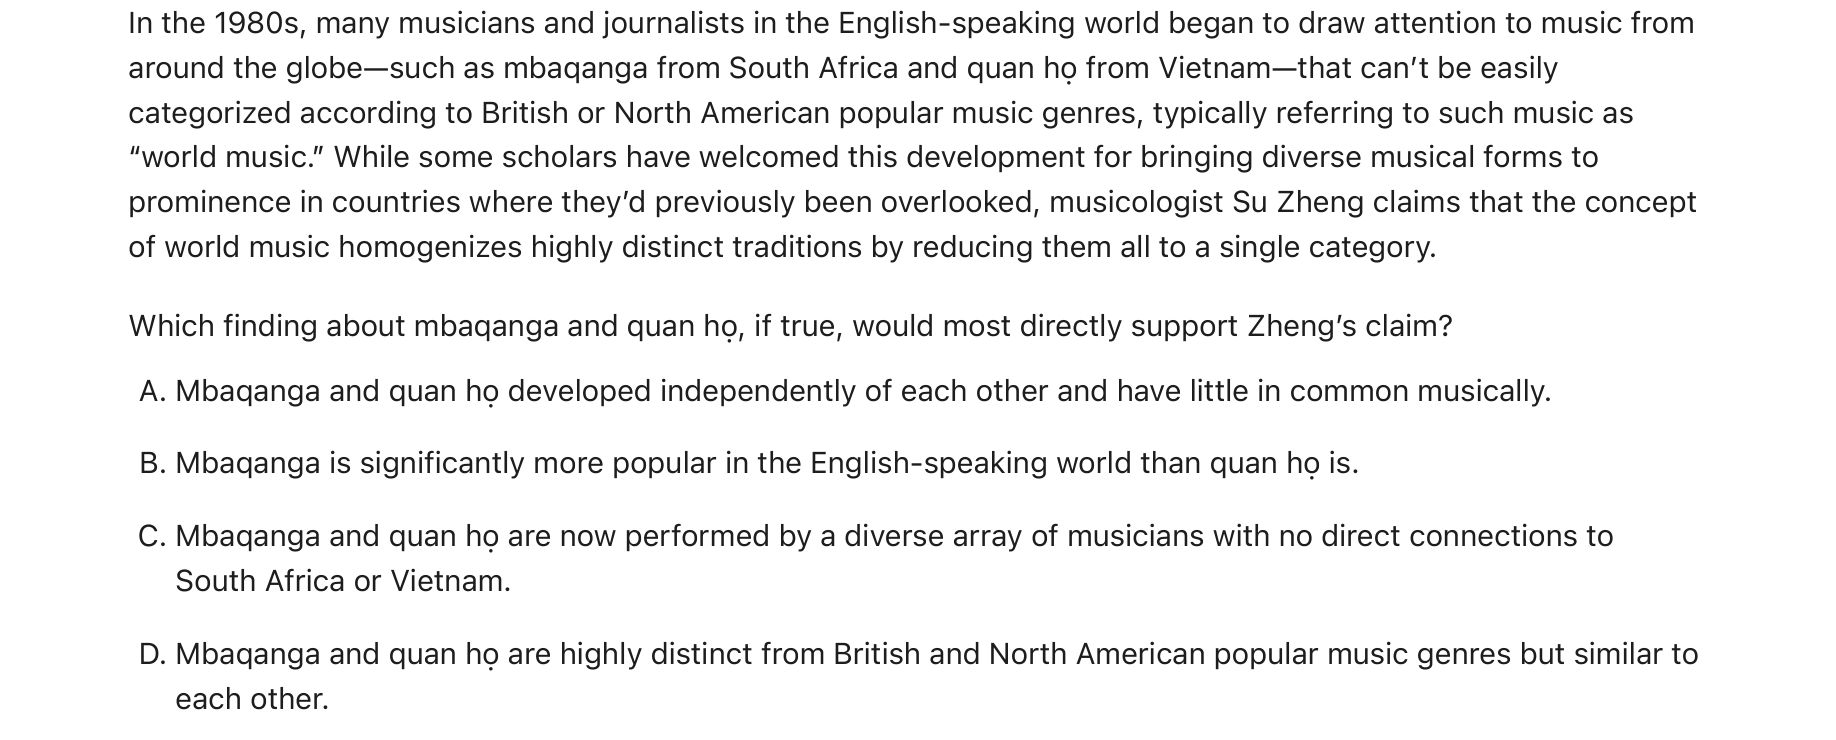 In the 1980s, many musicians and journalists in the English-speaking world began to draw attention to music from
around the globe—such as mbaqanga from South Africa and quan họ from Vietnam—that can’t be easily
categorized according to British or North American popular music genres, typically referring to such music as
“world music.” While some scholars have welcomed this development for bringing diverse musical forms to
prominence in countries where they’d previously been overlooked, musicologist Su Zheng claims that the concept
of world music homogenizes highly distinct traditions by reducing them all to a single category.
Which finding about mbaqanga and quan họ, if true, would most directly support Zheng’s claim?
A. Mbaqanga and quan họ developed independently of each other and have little in common musically.
B. Mbaqanga is significantly more popular in the English-speaking world than quan họ is.
C. Mbaqanga and quan họ are now performed by a diverse array of musicians with no direct connections to
South Africa or Vietnam.
D. Mbaqanga and quan họ are highly distinct from British and North American popular music genres but similar to
each other.